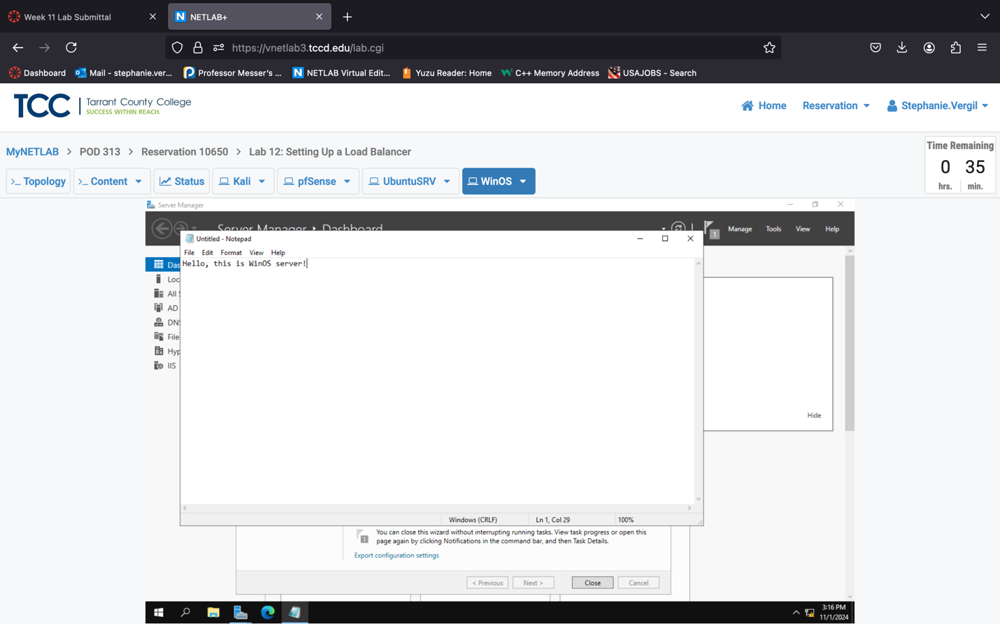 Week 11 Lab Submittal
NETLAB+
https://vnetlab3.tccd.edu/lab.cgi
Dashboard
Mail - stephanie.ver...
Professor Messer's ...
NETLAB Virtual Edit...
Yuzu Reader: Home
C++ Memory Address
USAJOBS - Search
TCC
Tarrant County College
SUCCESS WITHIN REACH.
Home
Reservation
Stephanie.Vergil
MyNETLAB > POD 313 > Reservation 10650 > Lab 12: Setting Up a Load Balancer
Time Remaining
0 35
hrs. min.
>_ Topology
>_ Content
Status
Kali
pfSense
UbuntuSRV
WinOS
Server Manager
Server Manager • Dashboard
1
Manage
Tools
View
Help
Untitled - Notepad
File Edit Format View Help
Hello, this is WinOS server!
Das
Loc
All S
AD
DNS
File
Hyp
IIS
Hide
Windows (CRLF)
Ln 1, Col 29
100%
1
You can close this wizard without interrupting running tasks. View task progress or open this
page again by clicking Notifications in the command bar, and then Task Details.
Export configuration settings
< Previous
Next >
Close
Cancel
3:16 PM
11/1/2024